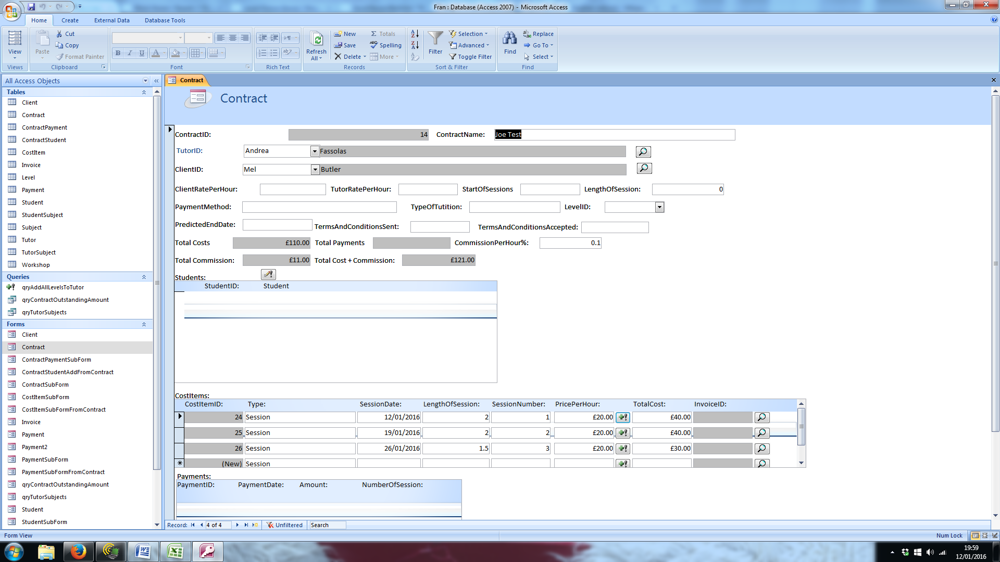 Fran : Database (Access 2007) - Microsoft Access
Home Create External Data Database Tools
View Paste Cut Copy Format Painter
B I U
Refresh All New Save Delete Totals Spelling More
Filter Selection Advanced Toggle Filter
Find Replace Go To Select
Views Clipboard Font Rich Text Records Sort & Filter Find
All Access Objects
Tables
Client
Contract
ContractPayment
ContractStudent
CostItem
Invoice
Level
Payment
Student
StudentSubject
Subject
Tutor
TutorSubject
Workshop
Queries
qryAddAllLevelsToTutor
qryContractOutstandingAmount
qryTutorSubjects
Forms
Client
Contract
ContractPaymentSubForm
ContractStudentAddFromContract
ContractSubForm
CostItemSubForm
CostItemSubFormFromContract
Invoice
Payment
Payment2
PaymentSubForm
PaymentSubFormFromContract
qryContractOutstandingAmount
qryTutorSubjects
Student
StudentSubForm
Contract
Contract
ContractID: 14 ContractName: Joe Test
TutorID: Andrea Fassolas
ClientID: Mel Butler
ClientRatePerHour: TutorRatePerHour: StartOfSessions LengthOfSession: 0
PaymentMethod: TypeOfTutition: LevelID:
PredictedEndDate: TermsAndConditionsSent: TermsAndConditionsAccepted:
Total Costs £110.00 Total Payments CommissionPerHour%: 0.1
Total Commission: £11.00 Total Cost + Commission: £121.00
Students:
StudentID: Student
CostItems:
CostItemID: Type: SessionDate: LengthOfSession: SessionNumber: PricePerHour: TotalCost: InvoiceID:
24 Session 12/01/2016 2 1 £20.00 £40.00
25 Session 19/01/2016 2 2 £20.00 £40.00
26 Session 26/01/2016 1.5 3 £20.00 £30.00
(New) Session
Payments:
PaymentID: PaymentDate: Amount: NumberOfSession:
Record: 4 of 4 Unfiltered Search
Form View Num Lock
19:59
12/01/2016